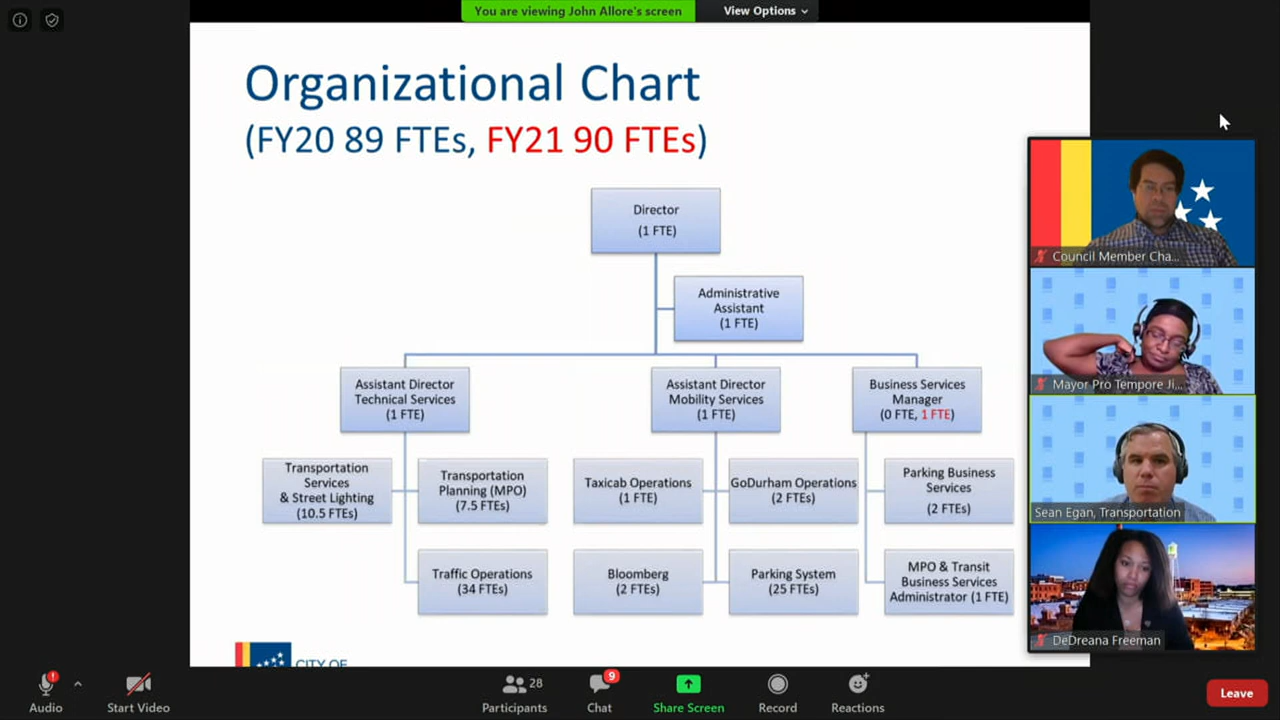 You are viewing John Allore's screen
View Options
Organizational Chart
(FY20 89 FTEs, FY21 90 FTEs)
Director
(1 FTE)
Administrative
Assistant
(1 FTE)
Assistant Director
Technical Services
(1 FTE)
Assistant Director
Mobility Services
(1 FTE)
Business Services
Manager
(0 FTE, 1 FTE)
Transportation
Services
& Street Lighting
(10.5 FTEs)
Transportation
Planning (MPO)
(7.5 FTEs)
Taxicab Operations
(1 FTE)
GoDurham Operations
(2 FTEs)
Parking Business
Services
(2 FTEs)
Traffic Operations
(34 FTEs)
Bloomberg
(2 FTEs)
Parking System
(25 FTEs)
MPO & Transit
Business Services
Administrator (1 FTE)
CITY OF
Council Member Cha...
Mayor Pro Tempore Ji...
Sean Egan, Transportation
DeDreana Freeman
Audio
Start Video
28
Participants
9
Chat
Share Screen
Record
Reactions
Leave